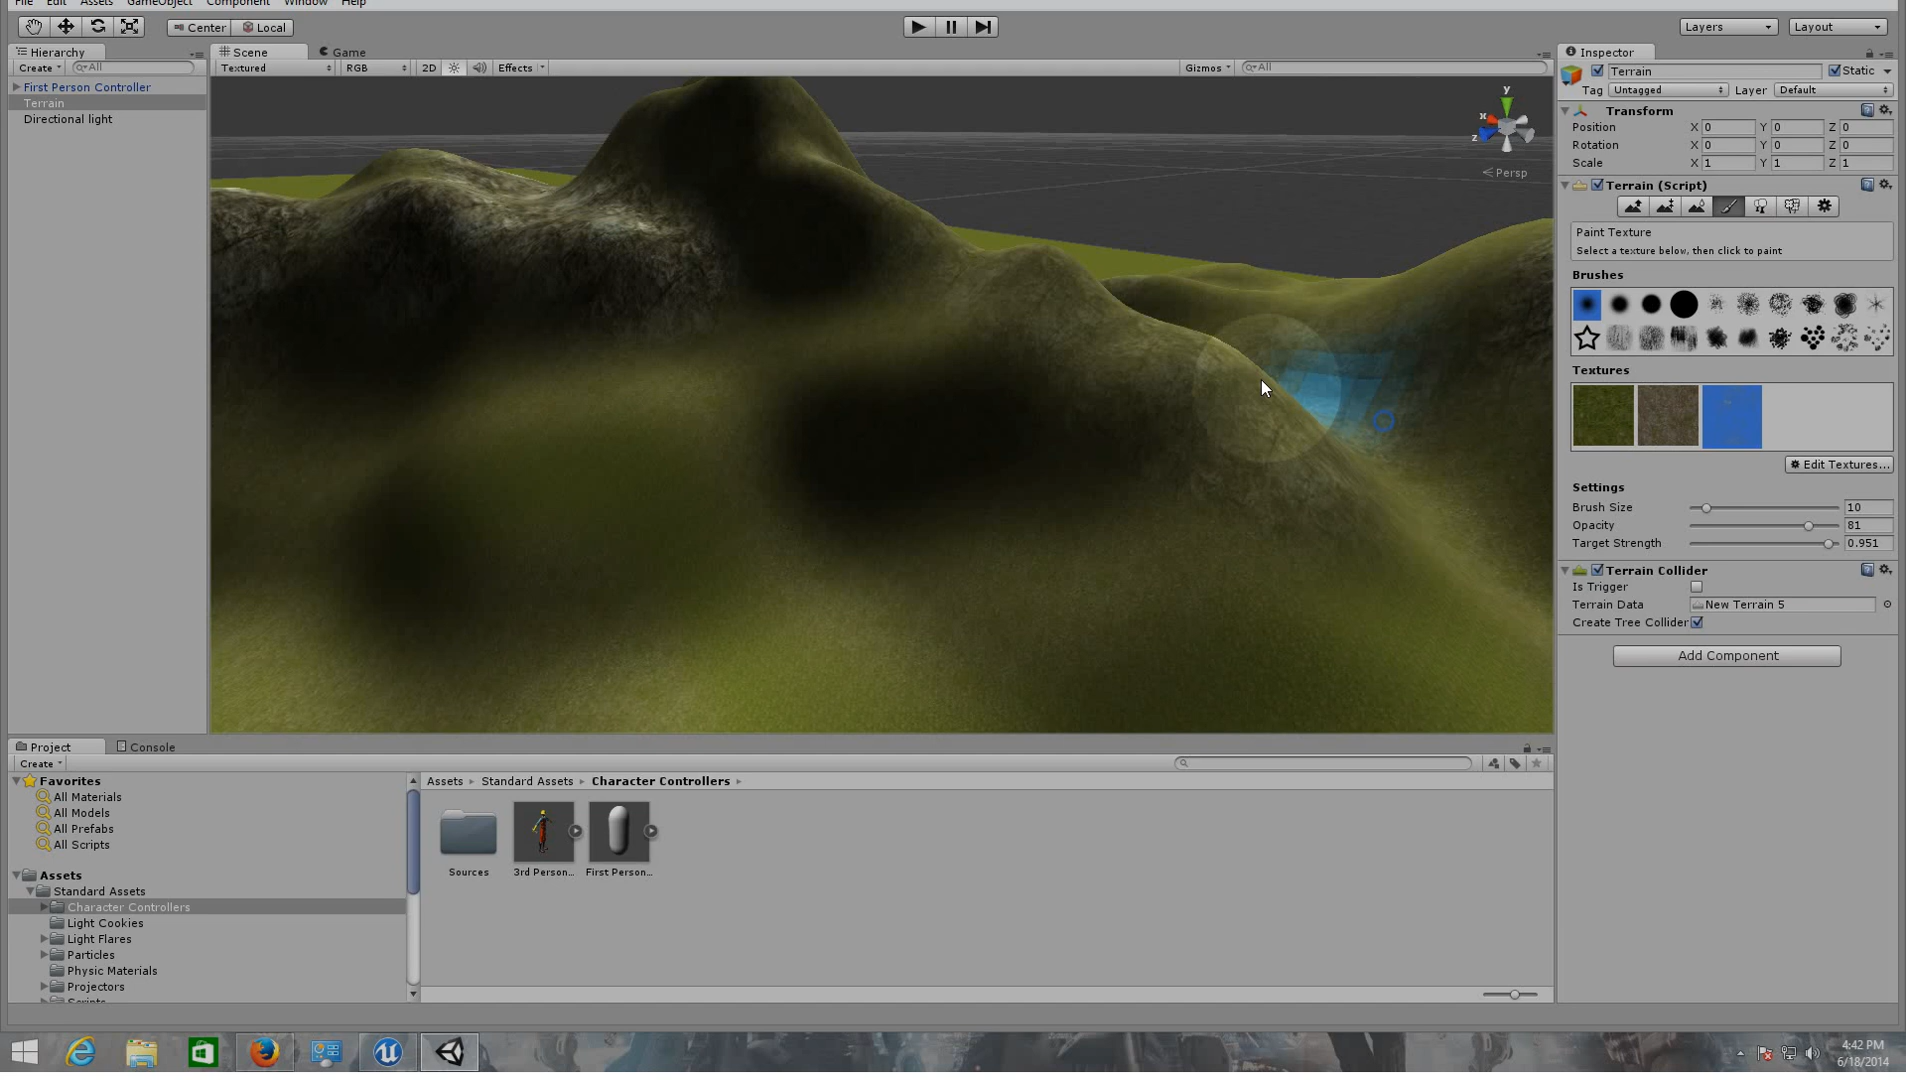 File Edit Assets GameObject Component Window Help
Center Local
Layers Layout
Hierarchy
Create All
First Person Controller
Terrain
Directional light
Scene Game
Textured RGB 2D Effects Gizmos All
y
x
z
Persp
Inspector
Terrain Static
Tag Untagged Layer Default
Transform
Position X 0 Y 0 Z 0
Rotation X 0 Y 0 Z 0
Scale X 1 Y 1 Z 1
Terrain (Script)
Paint Texture
Select a texture below, then click to paint
Brushes
Textures
Edit Textures...
Settings
Brush Size 10
Opacity 81
Target Strength 0.951
Terrain Collider
Is Trigger
Terrain Data New Terrain 5
Create Tree Collider
Add Component
Project Console
Create
Favorites
All Materials
All Models
All Prefabs
All Scripts
Assets
Standard Assets
Character Controllers
Light Cookies
Light Flares
Particles
Physic Materials
Projectors
Scripts
Assets Standard Assets Character Controllers
Sources 3rd Person... First Person...
4:42 PM
6/18/2014